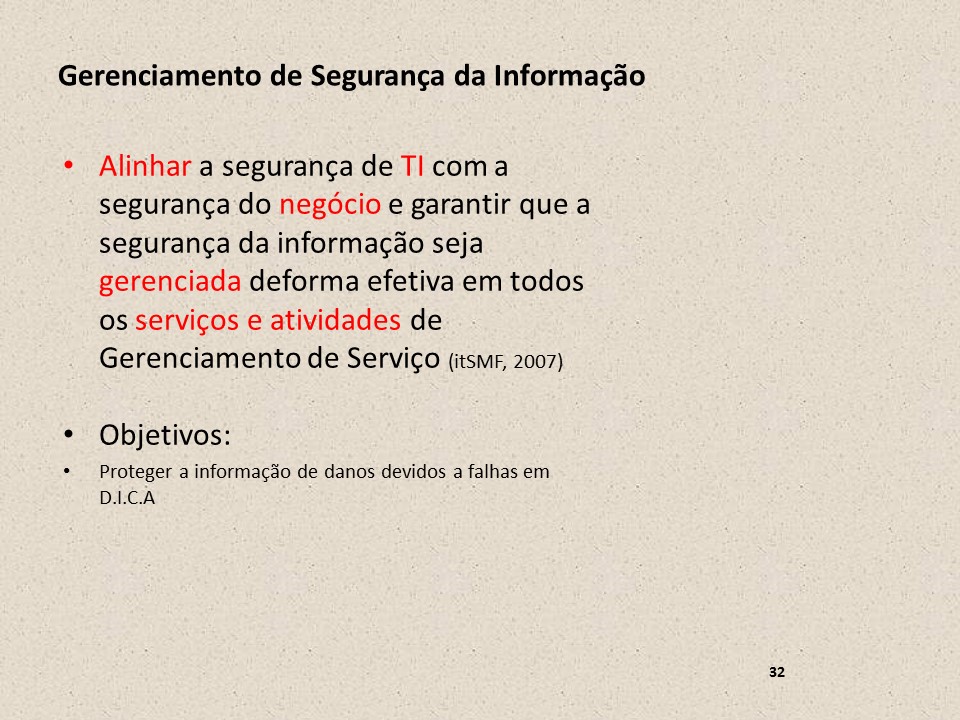 Gerenciamento de Segurança da Informação
• Alinhar a segurança de TI com a
segurança do negócio e garantir que a
segurança da informação seja
gerenciada deforma efetiva em todos
os serviços e atividades de
Gerenciamento de Serviço (itSMF, 2007)
• Objetivos:
• Proteger a informação de danos devidos a falhas em
D.I.C.A
32